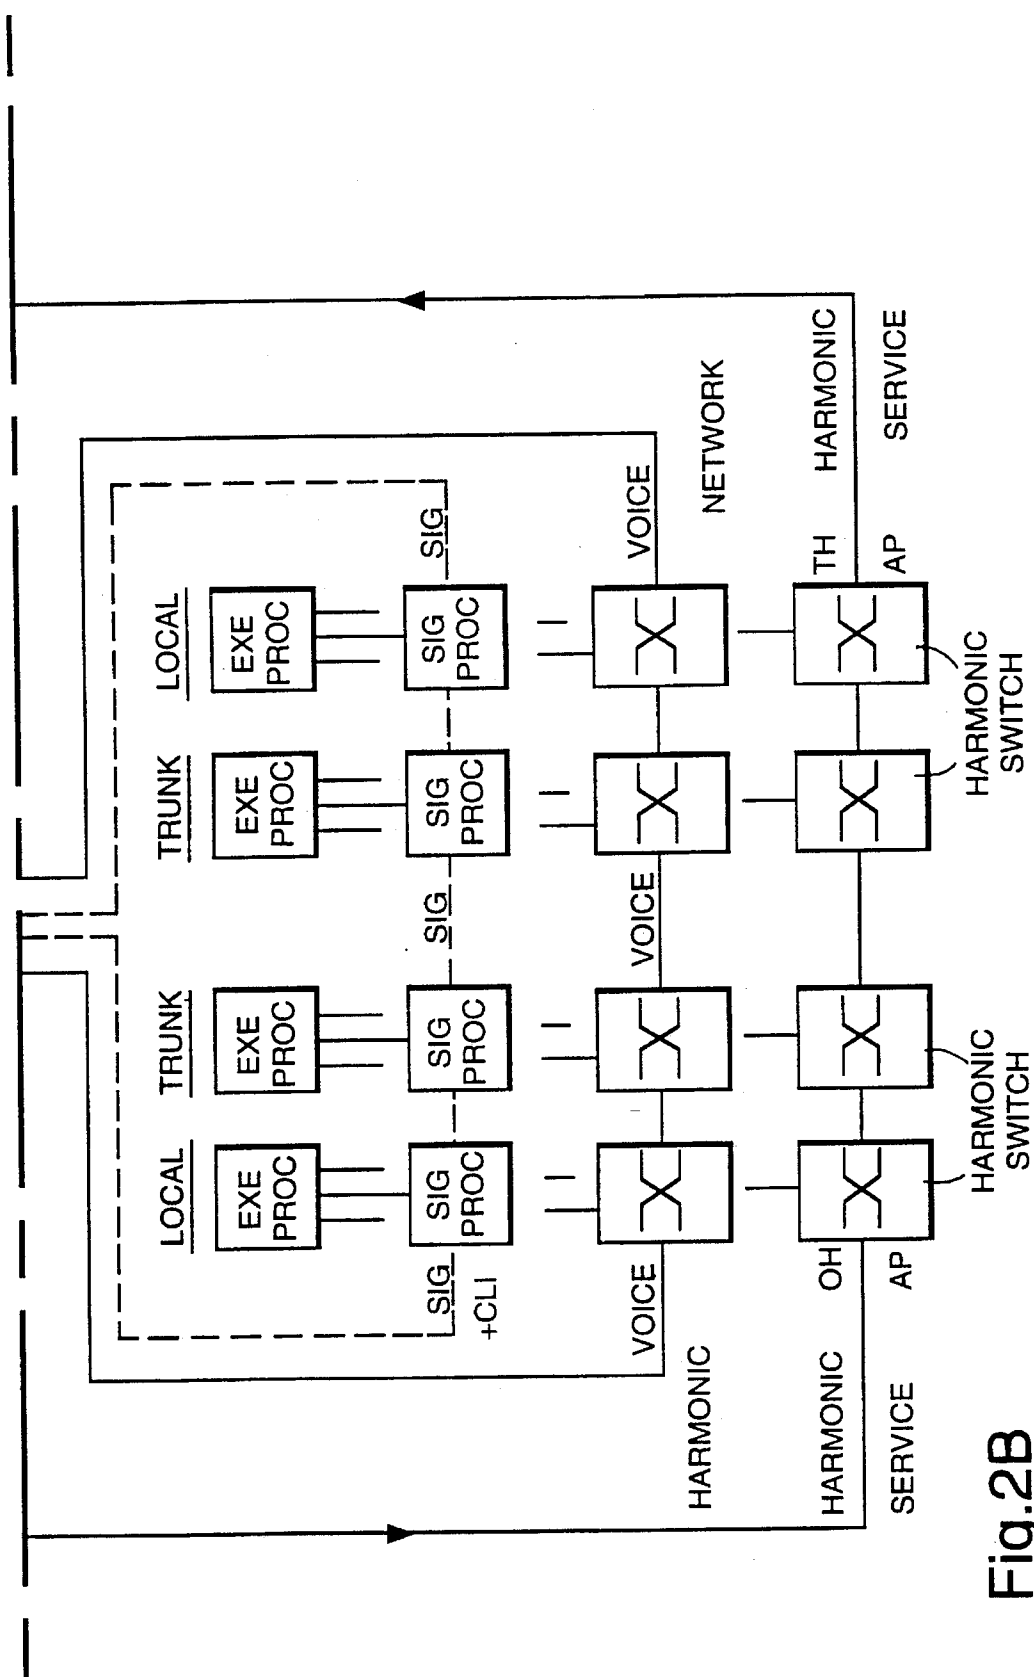 LOCAL
TRUNK
TRUNK
LOCAL
EXE
PROC
EXE
PROC
EXE
PROC
EXE
PROC
SIG
+CLI
SIG
PROC
SIG
PROC
SIG
SIG
PROC
SIG
PROC
SIG
VOICE
VOICE
VOICE
HARMONIC
NETWORK
HARMONIC
SERVICE
OH
AP
TH
AP
HARMONIC
SERVICE
HARMONIC
SWITCH
HARMONIC
SWITCH
Fig.2B